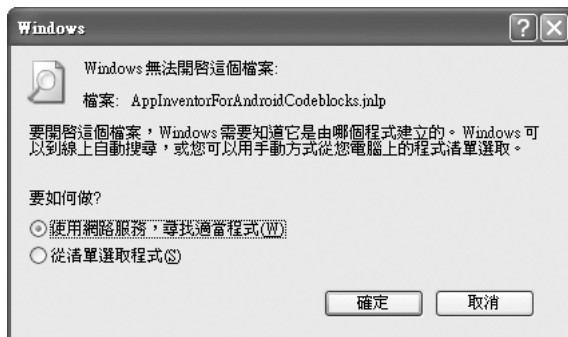 Windows
Windows 無法開啓這個檔案:
檔案: AppInventorForAndroidCodeblocks.jnlp
要開啓這個檔案，Windows 需要知道它是由哪個程式建立的。Windows 可
以到線上自動搜尋，或您可以用手動方式從您電腦上的程式清單選取。
要如何做?
使用網路服務，尋找適當程式(W)
從清單選取程式(S)
確定
取消